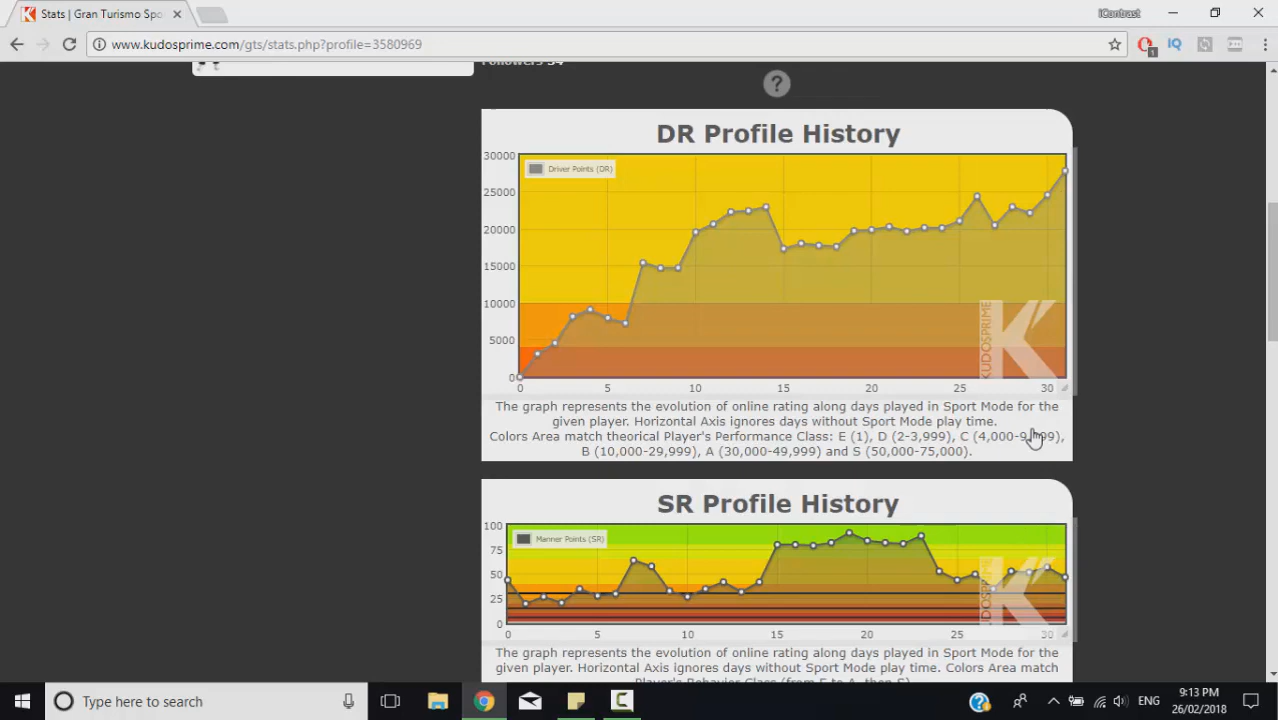 Stats | Gran Turismo Spo
iContrast
www.kudosprime.com/gts/stats.php?profile=3580969
1
IQ
?
DR Profile History
Driver Points (DR)
30000
25000
20000
15000
10000
5000
0
0 5 10 15 20 25 30
KUDOSPRIME
The graph represents the evolution of online rating along days played in Sport Mode for the
given player. Horizontal Axis ignores days without Sport Mode play time.
Colors Area match theorical Player's Performance Class: E (1), D (2-3,999), C (4,000-9,999),
B (10,000-29,999), A (30,000-49,999) and S (50,000-75,000).
SR Profile History
Manner Points (SR)
100
75
50
25
0
0 5 10 15 20 25 30
KUDOSPRIME
The graph represents the evolution of online rating along days played in Sport Mode for the
given player. Horizontal Axis ignores days without Sport Mode play time. Colors Area match
Type here to search
ENG
9:13 PM
26/02/2018